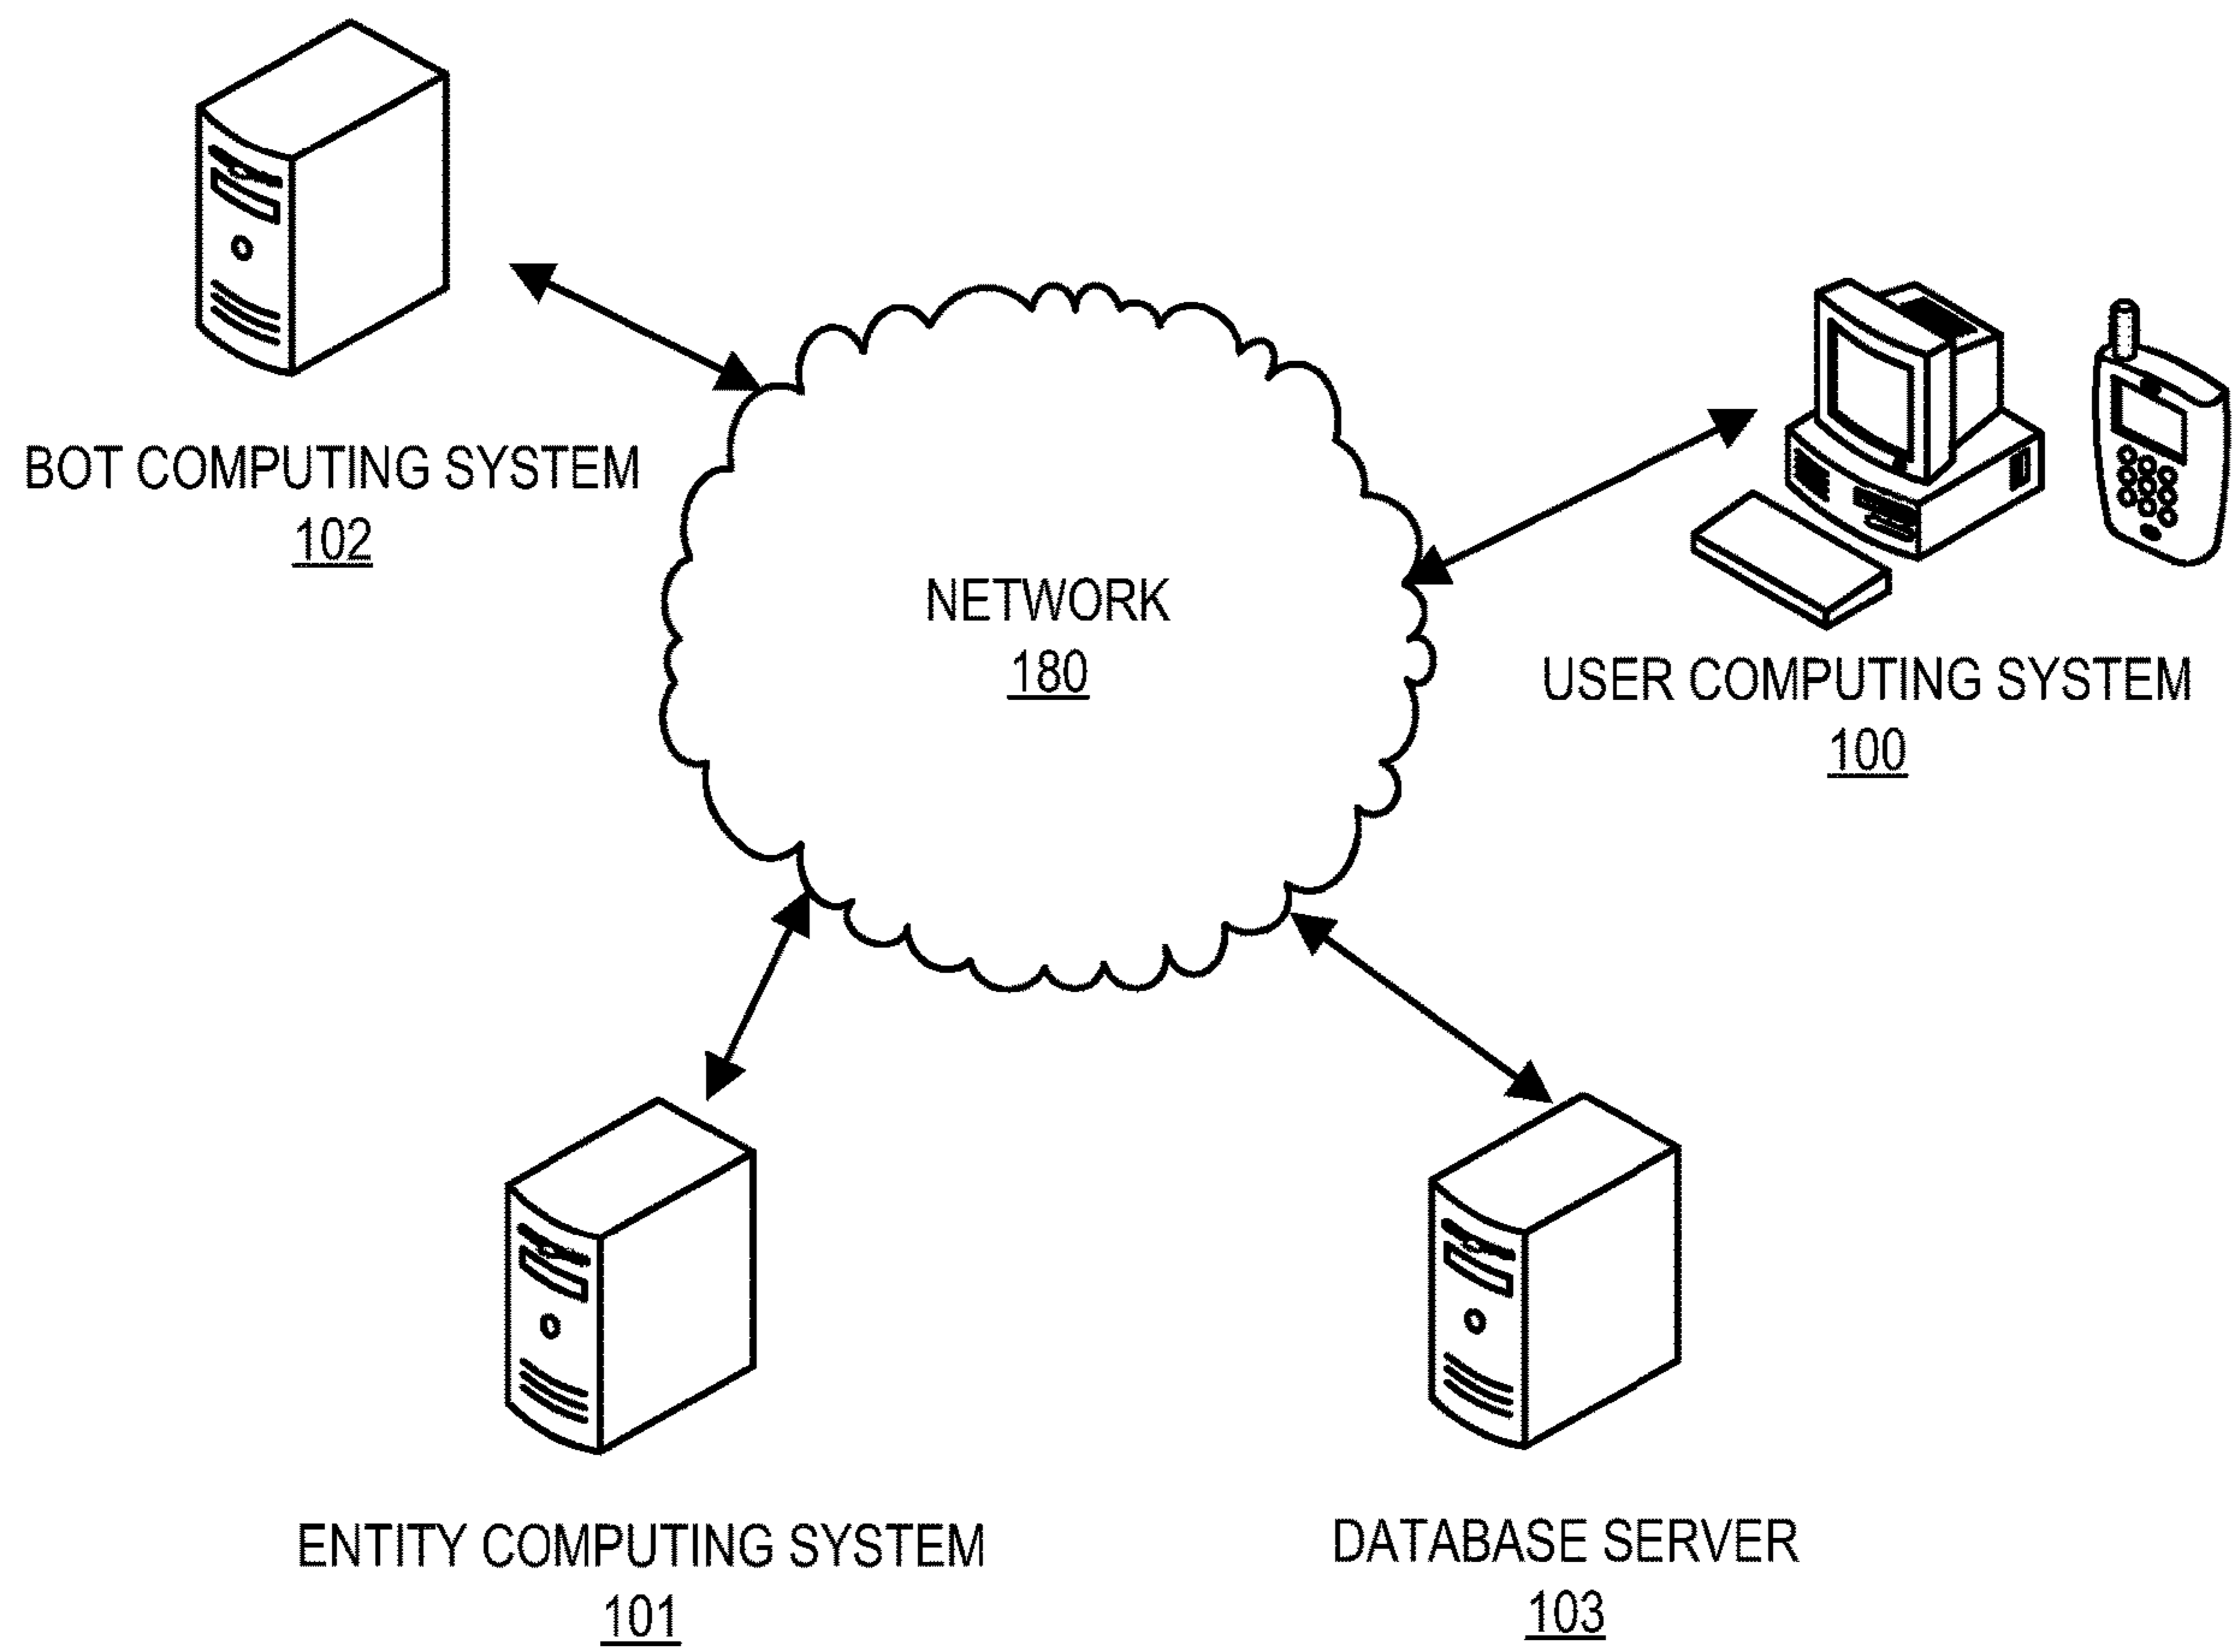 BOT COMPUTING SYSTEM
102
NETWORK
180
USER COMPUTING SYSTEM
100
ENTITY COMPUTING SYSTEM
101
DATABASE SERVER
103